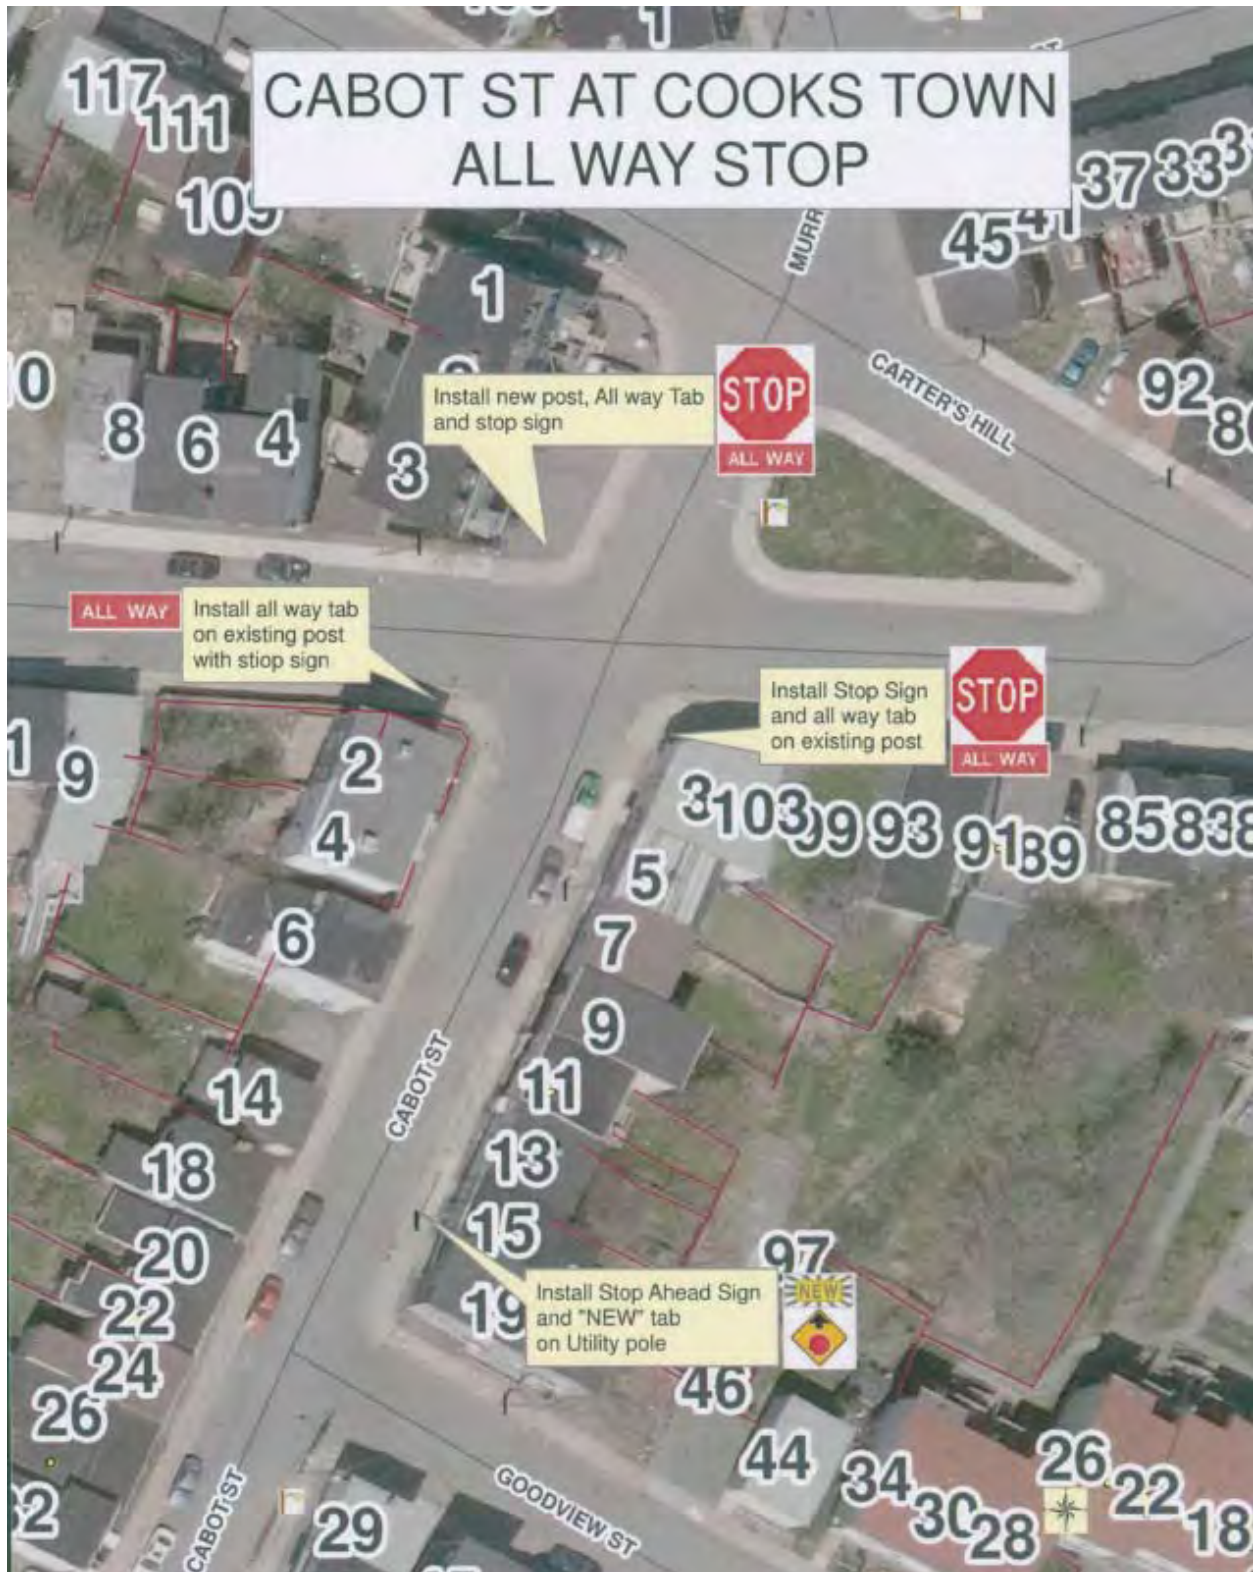 1
CABOT ST AT COOKS TOWN
ALL WAY STOP
117
111
109
37
33
45
41
MURR
1
STOP
ALL WAY
CARTER'S HILL
92
Install new post, All way Tab
and stop sign
8
6
4
3
ALL WAY
Install all way tab
on existing post
with stiop sign
Install Stop Sign
and all way tab
on existing post
STOP
ALL WAY
9
2
4
3
103
99
93
91
89
85
83
5
7
6
9
CABOT ST
11
14
13
18
15
20
97
Install Stop Ahead Sign
and "NEW" tab
on Utility pole
NEW
19
22
24
26
46
44
34
30
28
26
22
18
CABOT ST
29
GOODVIEW ST